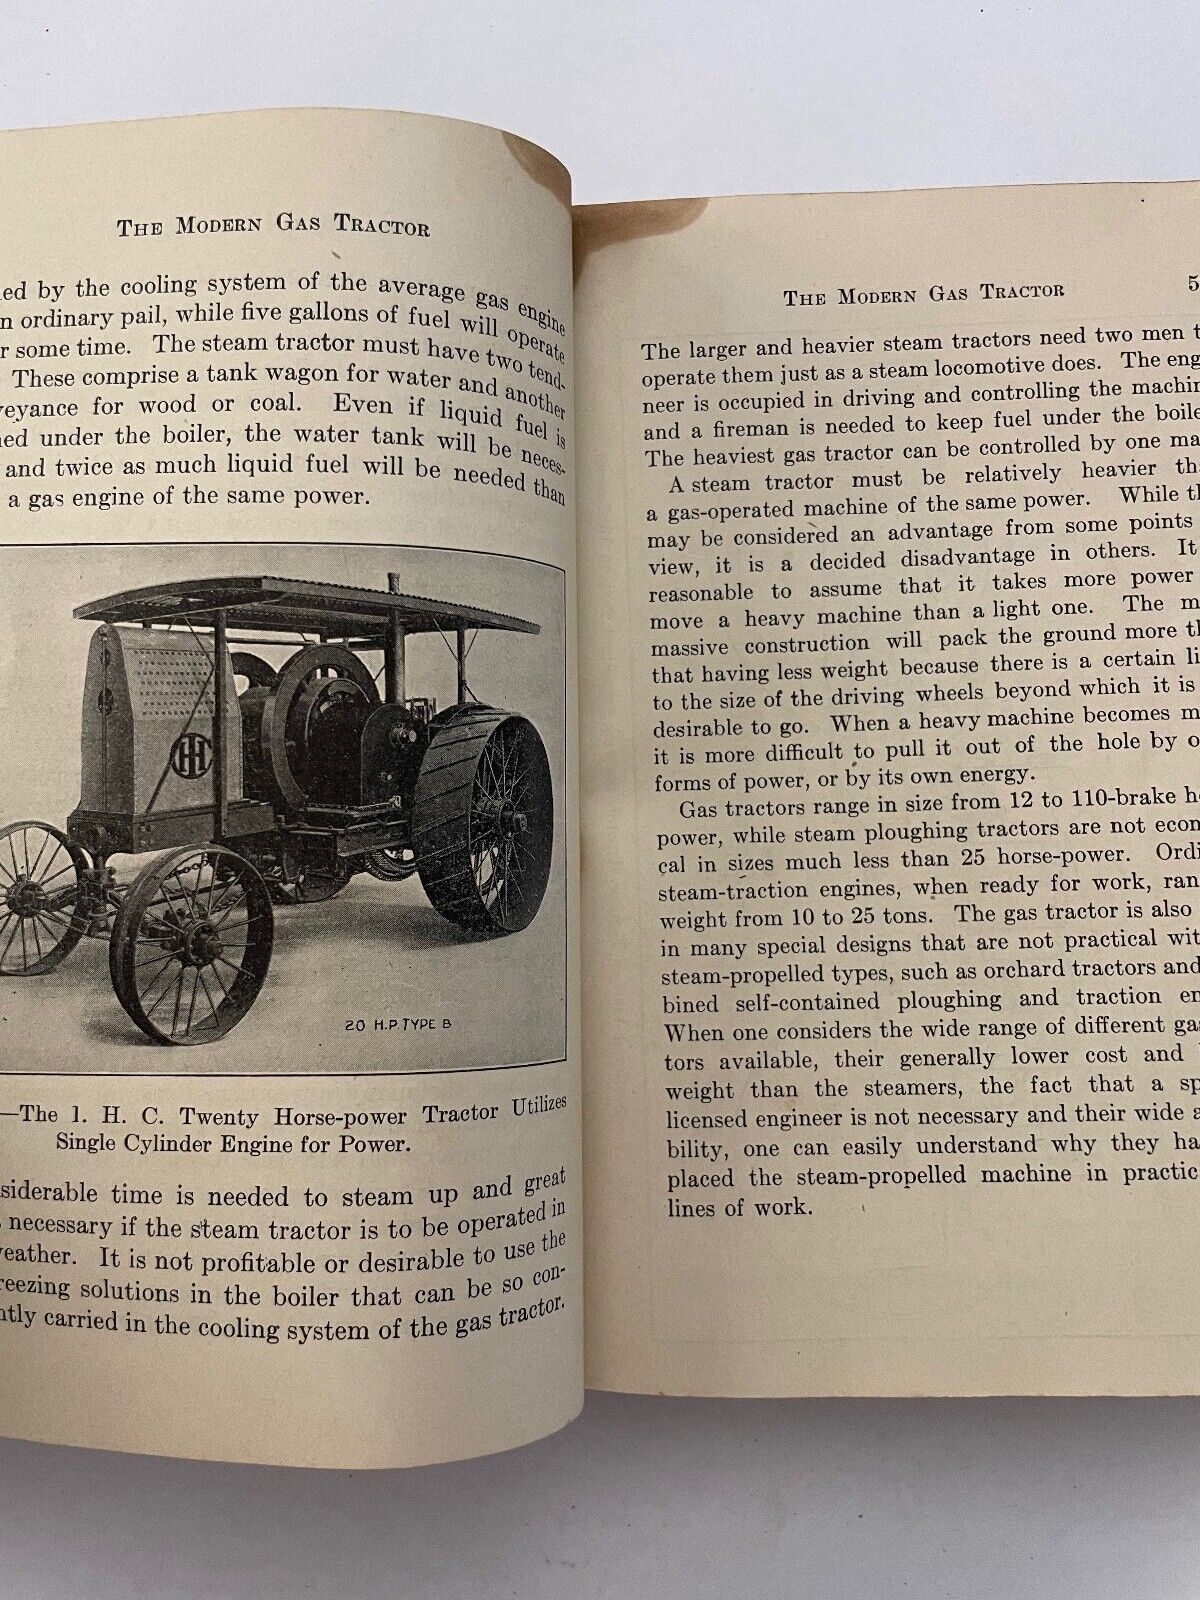 THE MODERN GAS TRACTOR
by the cooling system of the average gas engine
ordinary pail, while five gallons of fuel will operate
some time. The steam tractor must have two tend-
These comprise a tank wagon for water and another
for wood or coal. Even if liquid fuel is
under the boiler, the water tank will be neces-
and twice as much liquid fuel will be needed than
a gas engine of the same power.
IHC
20 H.P. TYPE B
—The I. H. C. Twenty Horse-power Tractor Utilizes
Single Cylinder Engine for Power.
time is needed to steam up and great
necessary if the steam tractor is to be operated in
It is not profitable or desirable to use the
solutions in the boiler that can be so con-
carried in the cooling system of the gas tractor.
THE MODERN GAS TRACTOR 5
The larger and heavier steam tractors need two men
operate them just as a steam locomotive does. The eng
neer is occupied in driving and controlling the machin
and a fireman is needed to keep fuel under the boile
The heaviest gas tractor can be controlled by one ma
A steam tractor must be relatively heavier tha
a gas-operated machine of the same power. While th
may be considered an advantage from some points
view, it is a decided disadvantage in others. It
reasonable to assume that it takes more power
move a heavy machine than a light one. The m
massive construction will pack the ground more th
that having less weight because there is a certain li
to the size of the driving wheels beyond which it is
desirable to go. When a heavy machine becomes m
it is more difficult to pull it out of the hole by o
forms of power, or by its own energy.
Gas tractors range in size from 12 to 110-brake h
power, while steam ploughing tractors are not econ
cal in sizes much less than 25 horse-power. Ordi
steam-traction engines, when ready for work, ran
weight from 10 to 25 tons. The gas tractor is also
in many special designs that are not practical wit
steam-propelled types, such as orchard tractors and
bined self-contained ploughing and traction en
When one considers the wide range of different gas
tors available, their generally lower cost and
weight than the steamers, the fact that a sp
licensed engineer is not necessary and their wide a
bility, one can easily understand why they ha
placed the steam-propelled machine in practic
lines of work.